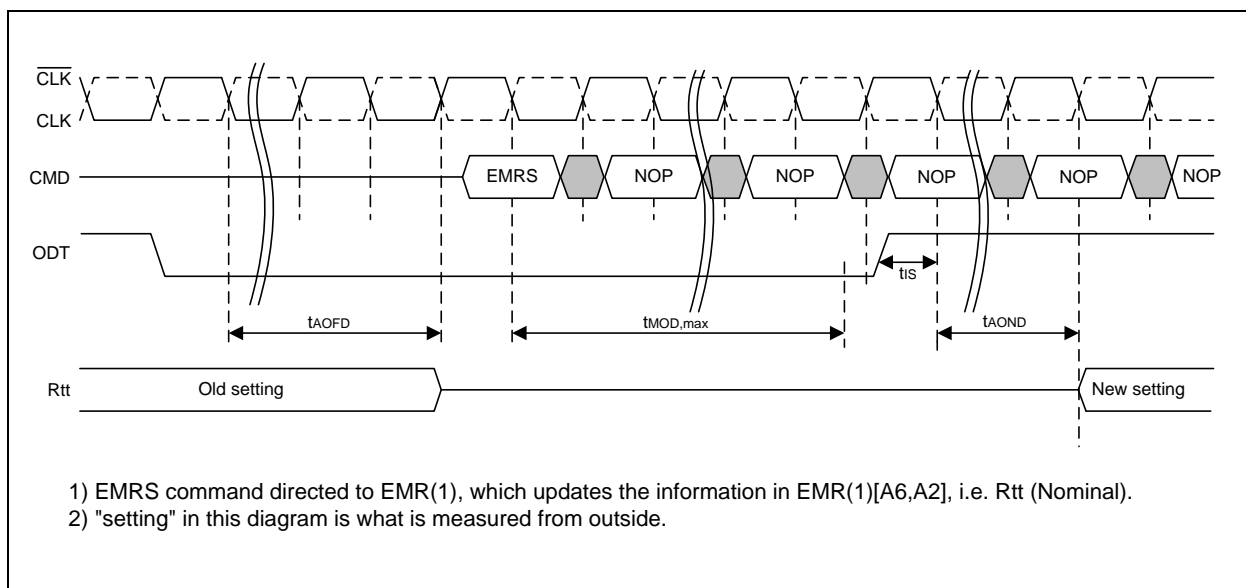 CLK
CLK
CMD
EMRS
NOP
NOP
NOP
NOP
NOP
ODT
tIS
tAOFD
tMOD,max
tAOND
Rtt
Old setting
New setting
1) EMRS command directed to EMR(1), which updates the information in EMR(1)[A6,A2], i.e. Rtt (Nominal).
2) "setting" in this diagram is what is measured from outside.